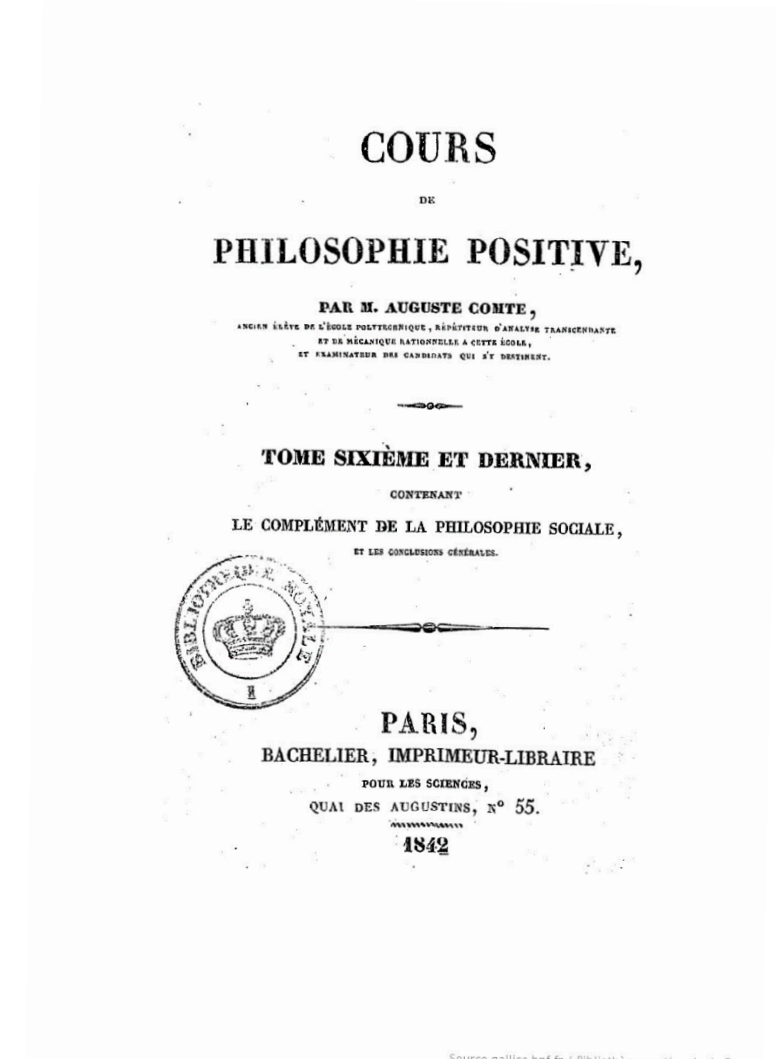 COURS
DE
PHILOSOPHIE POSITIVE,
PAR M. AUGUSTE COMTE,
ANCIEN ÉLÈVE DE L'ÉCOLE POLYTECHNIQUE, RÉPÉTITEUR D'ANALYSE TRANSCENDANTE
ET DE MÉCANIQUE RATIONNELLE A CETTE ÉCOLE,
ET EXAMINATEUR DES CANDIDATS QUI S'Y DESTINENT.
TOME SIXIÈME ET DERNIER,
CONTENANT
LE COMPLÉMENT DE LA PHILOSOPHIE SOCIALE,
ET LES CONCLUSIONS GÉNÉRALES.
BIBLIOTHEQUE ROYALE
I
PARIS,
BACHELIER, IMPRIMEUR-LIBRAIRE
POUR LES SCIENCES,
QUAI DES AUGUSTINS, N° 55.
1842